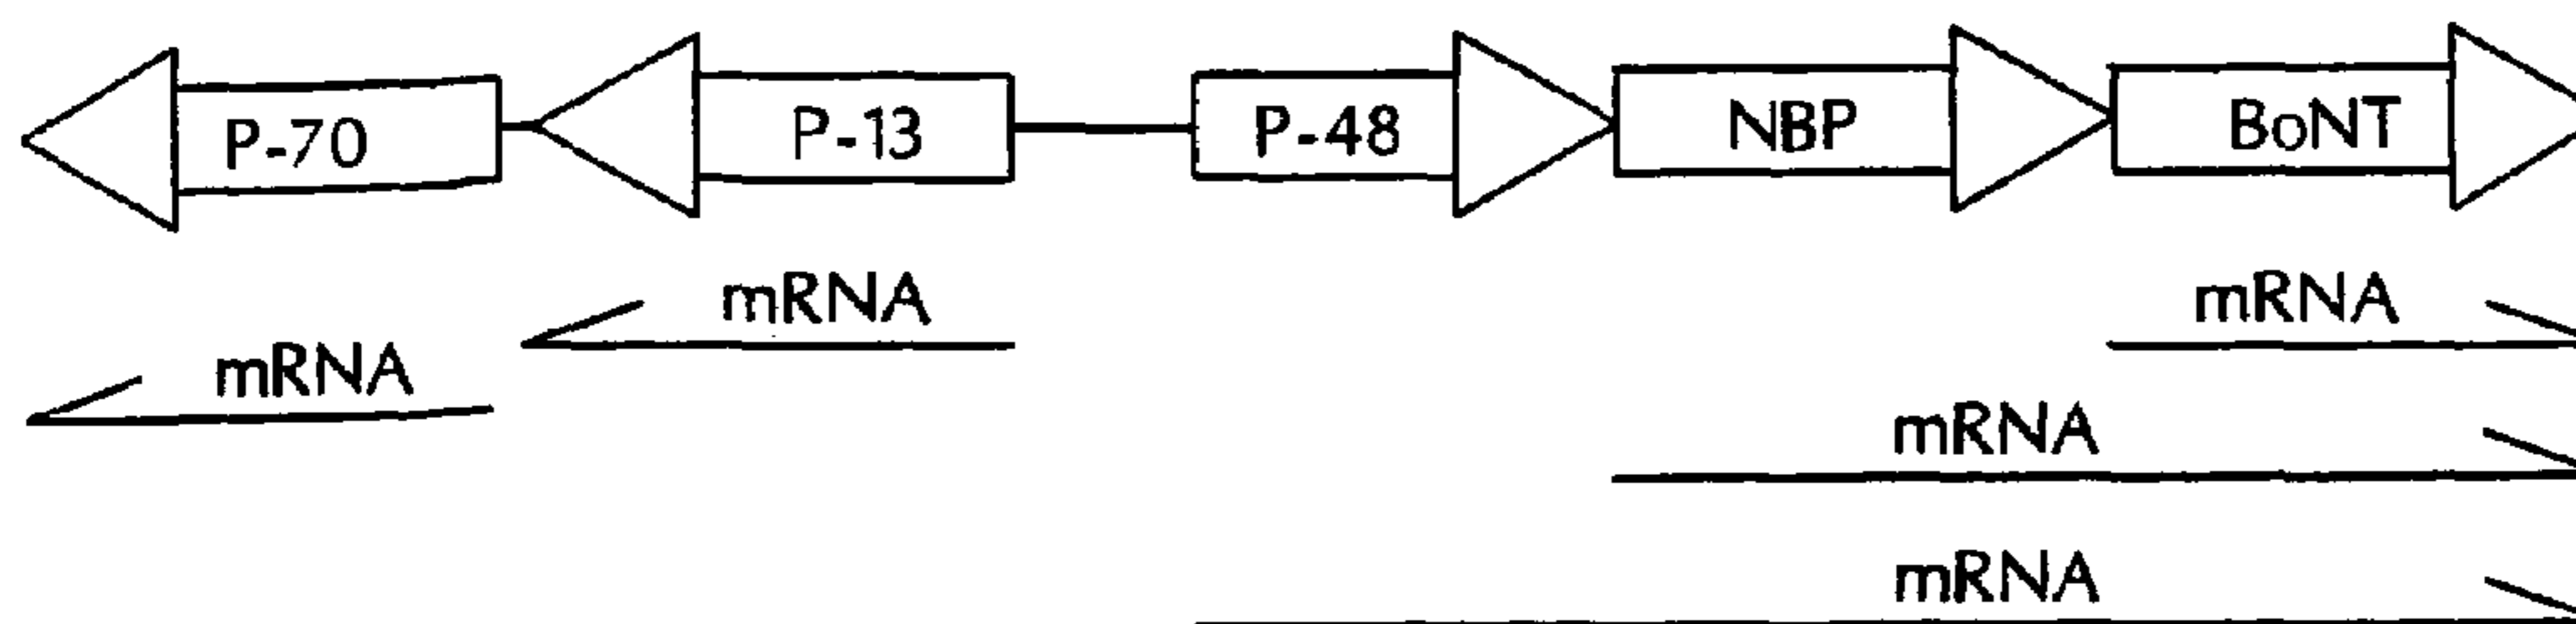 P-70 P-13 P-48 NBP BoNT
mRNA mRNA
mRNA
mRNA
mRNA